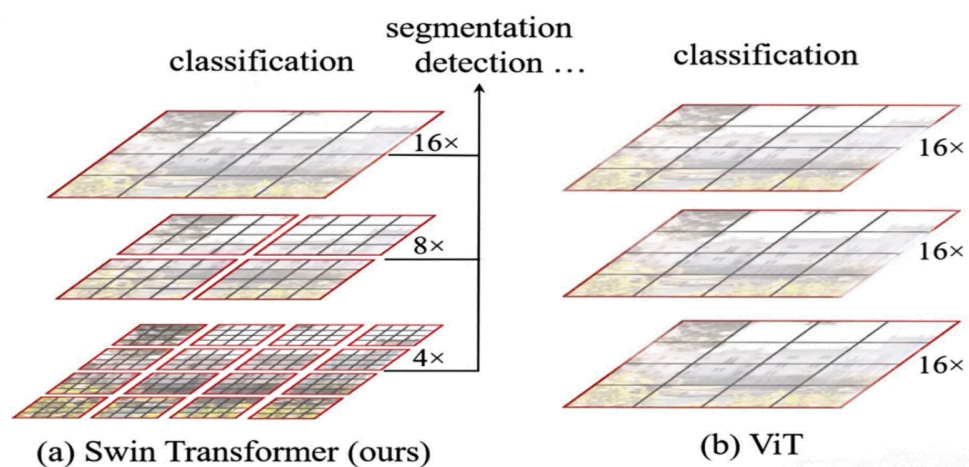 segmentation
detection ...
classification
classification
16×
8×
4×
16×
16×
16×
(a) Swin Transformer (ours)
(b) ViT